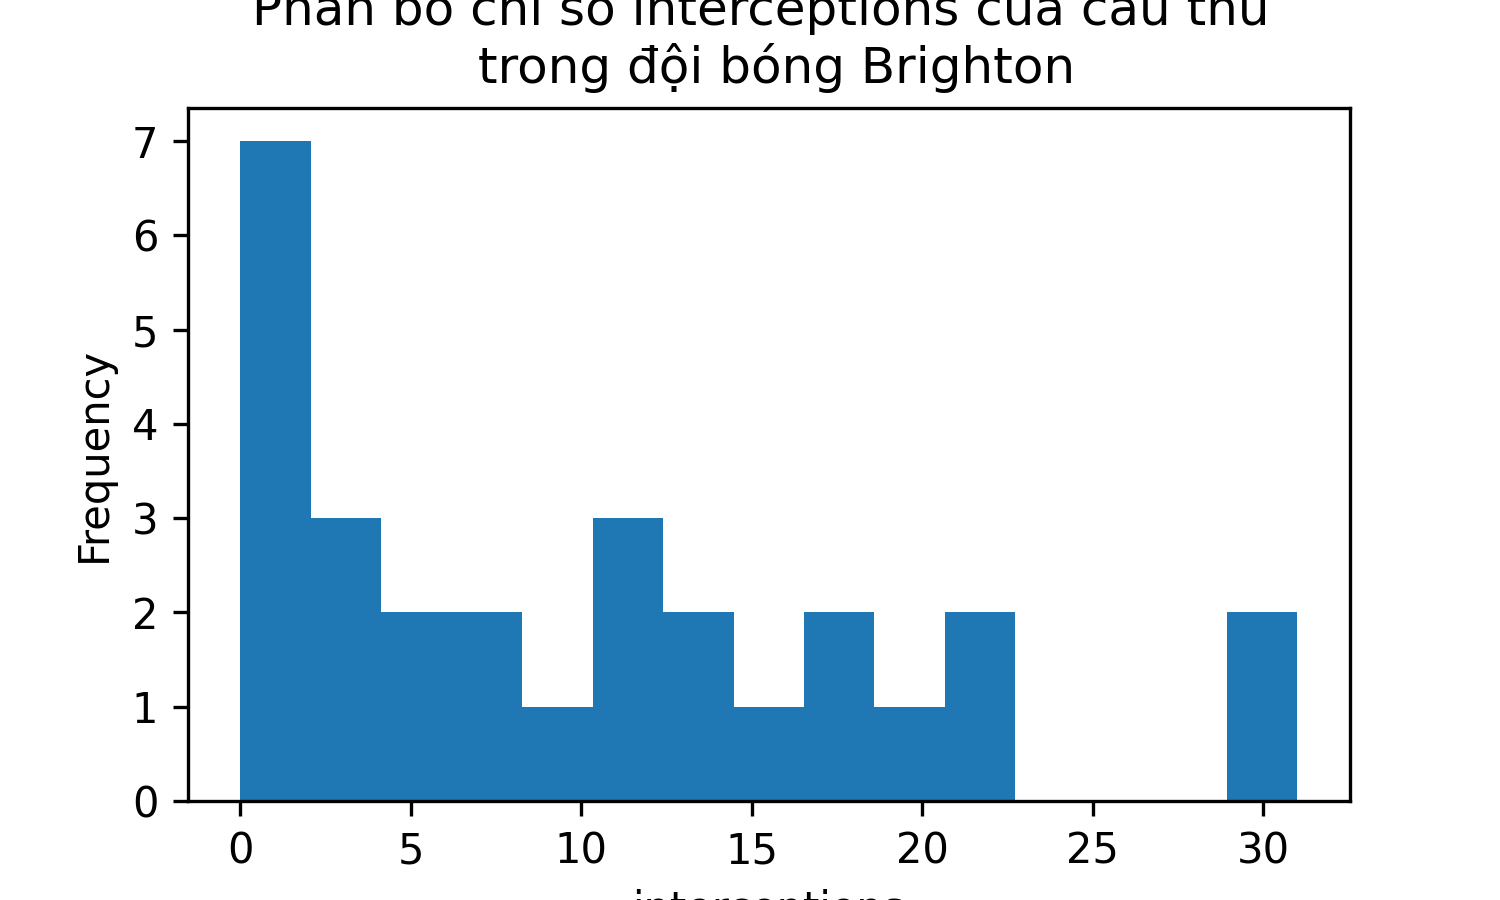 Phân bố chỉ số interceptions của cầu thủ
trong đội bóng Brighton
Frequency
7
6
5
4
3
2
1
0
0 5 10 15 20 25 30
interceptions